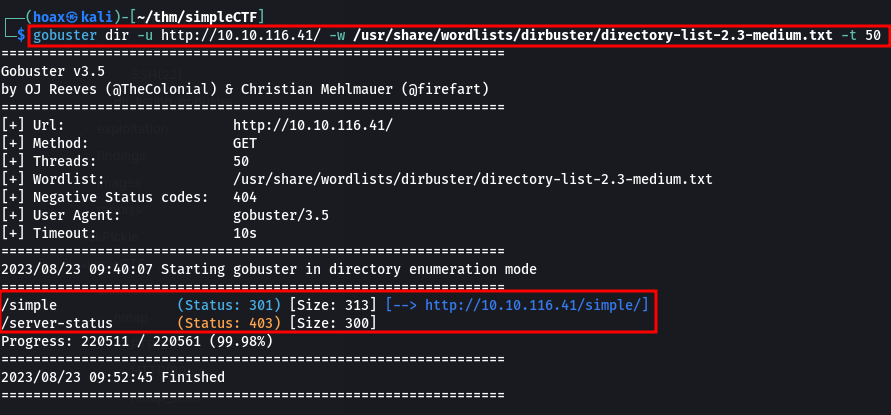 (hoax㉿kali)-[~/thm/simpleCTF]
$ gobuster dir -u http://10.10.116.41/ -w /usr/share/wordlists/dirbuster/directory-list-2.3-medium.txt -t 50
===============================================================
Gobuster v3.5
by OJ Reeves (@TheColonial) & Christian Mehlmauer (@firefart)
===============================================================
[+] Url:                     http://10.10.116.41/
[+] Method:                  GET
[+] Threads:                 50
[+] Wordlist:                /usr/share/wordlists/dirbuster/directory-list-2.3-medium.txt
[+] Negative Status codes:   404
[+] User Agent:              gobuster/3.5
[+] Timeout:                 10s
===============================================================
2023/08/23 09:40:07 Starting gobuster in directory enumeration mode
===============================================================
/simple               (Status: 301) [Size: 313] [--> http://10.10.116.41/simple/]
/server-status        (Status: 403) [Size: 300]
Progress: 220511 / 220561 (99.98%)
===============================================================
2023/08/23 09:52:45 Finished
===============================================================